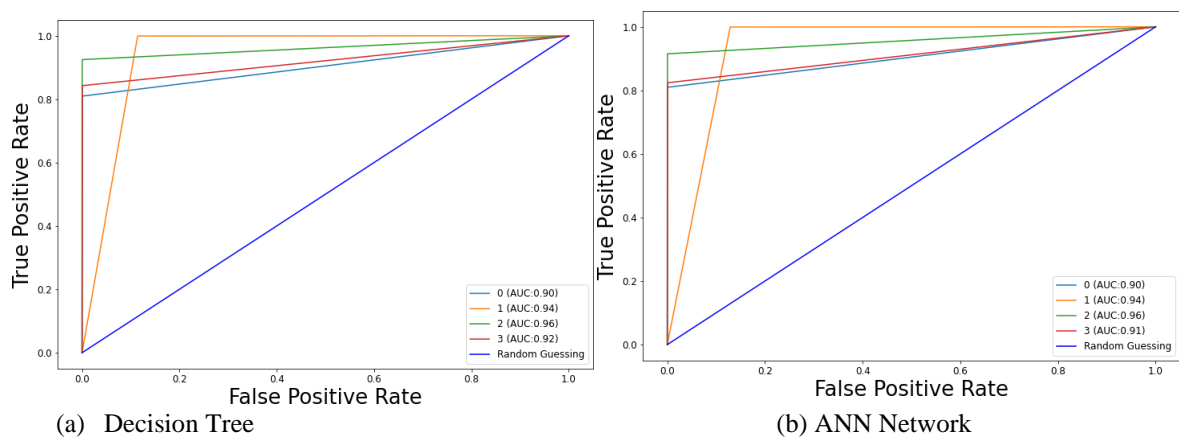 True Positive Rate
1.0
0.8
0.6
0.4
0.2
0.0
0.0 0.2 0.4 0.6 0.8 1.0
False Positive Rate
0 (AUC:0.90)
1 (AUC:0.94)
2 (AUC:0.96)
3 (AUC:0.92)
Random Guessing
(a) Decision Tree
True Positive Rate
1.0
0.8
0.6
0.4
0.2
0.0
0.0 0.2 0.4 0.6 0.8 1.0
False Positive Rate
0 (AUC:0.90)
1 (AUC:0.94)
2 (AUC:0.96)
3 (AUC:0.91)
Random Guessing
(b) ANN Network